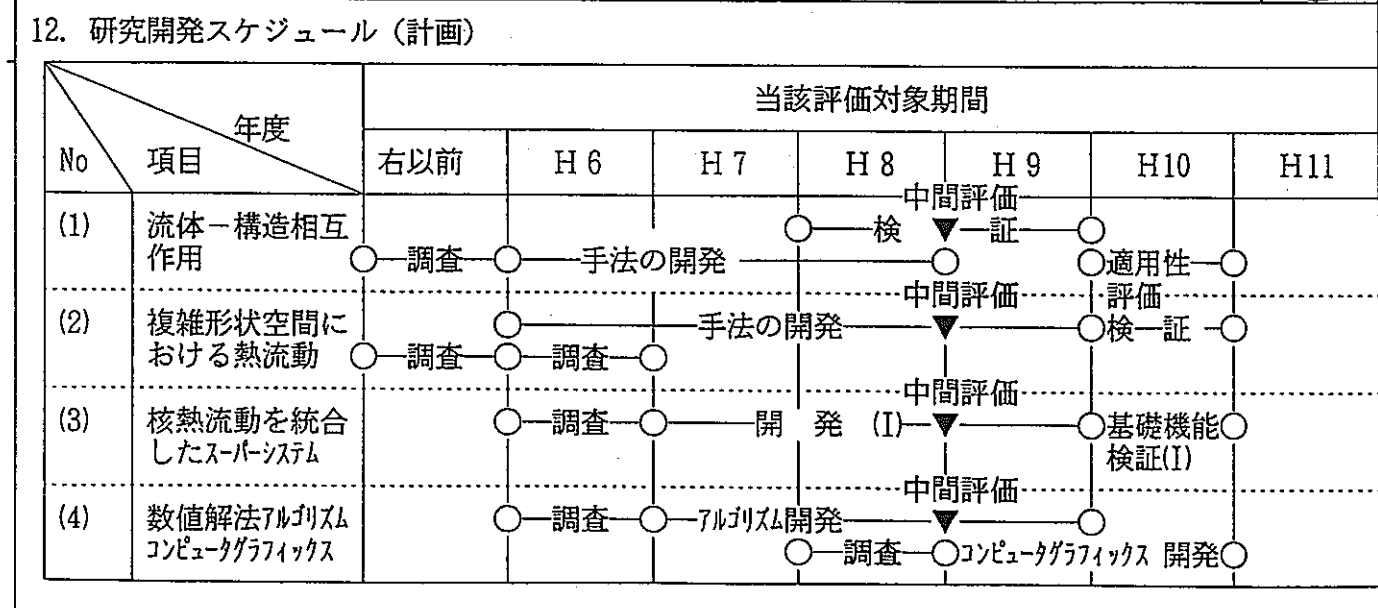 12. 研究開発スケジュール（計画）
当該評価対象期間
年度
No 項目 右以前 H6 H7 H8 H9 H10 H11
中間評価
(1) 流体－構造相互 検 証
作用 調査 手法の開発 適用性
中間評価 評価
(2) 複雑形状空間に 手法の開発 検 証
おける熱流動 調査 調査
中間評価
(3) 核熱流動を統合 調査 開 発 (I) 基礎機能
したスーパーシステム 検証(I)
中間評価
(4) 数値解法アルゴリズム 調査 アルゴリズム開発
コンピュータグラフィックス 調査 コンピュータグラフィックス 開発